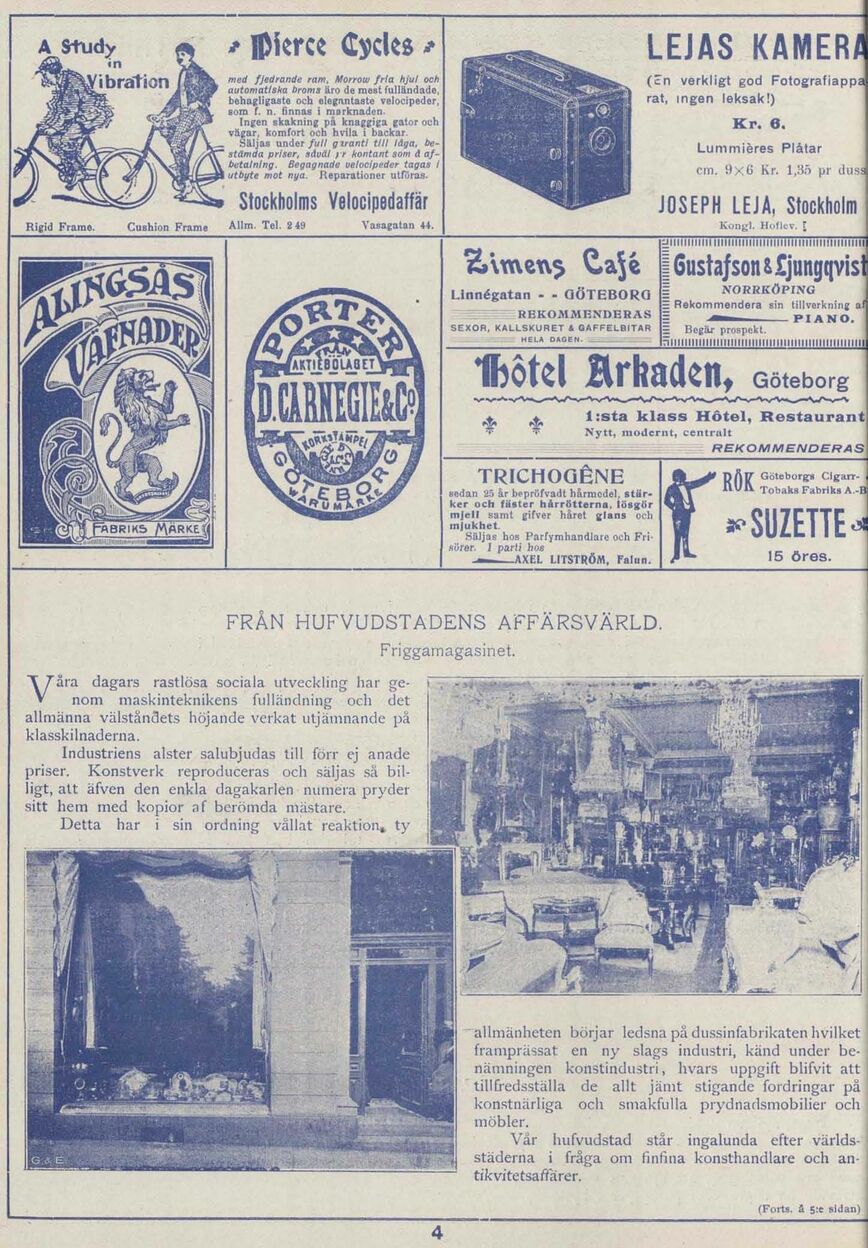 A Study
in
Vibration
Rigid Frame. Cushion Frame
Pierce Cycles
med fjedrande ram, Morrow fria hjul och
automatiska broms äro de mest fulländade,
behagligaste och elegantaste velocipeder,
som f. n. finnas i marknaden.
Ingen skakning på knaggiga gator och
vägar, komfort och hvila i backar.
Säljas under full garanti till låga, be-
stämda priser, såväl pr kontant som å af-
betalning. Begagnade velocipeder tagas i
utbyte mot nya. Reparationer utföras.
Stockholms Velocipedaffär
Allm. Tel. 2 49 Vasagatan 44.
LEJAS KAMERA
(En verkligt god Fotografiappa-
rat, ingen leksak!)
Kr. 6.
Lummières Plåtar
cm. 9×6 Kr. 1,35 pr duss
JOSEPH LEJA, Stockholm
Kongl. Hoflev.
ALINGSÅS
VÄFNADER
FABRIKS MÄRKE
PORTER
FRÅN
AKTIEBOLAGET
D. CARNEGIE & Co
KORKSTÄMPEL
GÖTEBORG
VARUMÄRKE
Zimens Café
Linnégatan - - GÖTEBORG
REKOMMENDERAS
SEXOR, KALLSKURET & GAFFELBITAR
HELA DAGEN.
Gustafson & Ljungqvist
NORRKÖPING
Rekommendera sin tillverkning af
PIANO.
Begär prospekt.
Hôtel Arkaden, Göteborg
1:sta klass Hôtel, Restaurant
Nytt, modernt, centralt
REKOMMENDERAS
TRICHOGÊNE
sedan 25 år bepröfvadt hårmedel, stär-
ker och fäster hårrötterna, lösgör
mjell samt gifver håret glans och
mjukhet.
Säljas hos Parfymhandlare och Fri-
sörer. I parti hos
AXEL LITSTRÖM, Falun.
RÖK Göteborgs Cigarr-
Tobaks Fabriks A.-B
SUZETTE
15 öres.
FRÅN HUFVUDSTADENS AFFÄRSVÄRLD.
Friggamagasinet.
Våra dagars rastlösa sociala utveckling har ge-
nom maskinteknikens fulländning och det
allmänna välståndets höjande verkat utjämnande på
klasskilnaderna.
Industriens alster salubjudas till förr ej anade
priser. Konstverk reproduceras och säljas så bil-
ligt, att äfven den enkla dagakarlen numera pryder
sitt hem med kopior af berömda mästare.
Detta har i sin ordning vållat reaktion, ty
G. & E.
allmänheten börjar ledsna på dussinfabrikaten hvilket
framprässat en ny slags industri, känd under be-
nämningen konstindustri, hvars uppgift blifvit att
tillfredsställa de allt jämt stigande fordringar på
konstnärliga och smakfulla prydnadsmobilier och
möbler.
Vår hufvudstad står ingalunda efter världs-
städerna i fråga om finfina konsthandlare och an-
tikvitetsaffärer.
(Forts. å 5:e sidan)
4